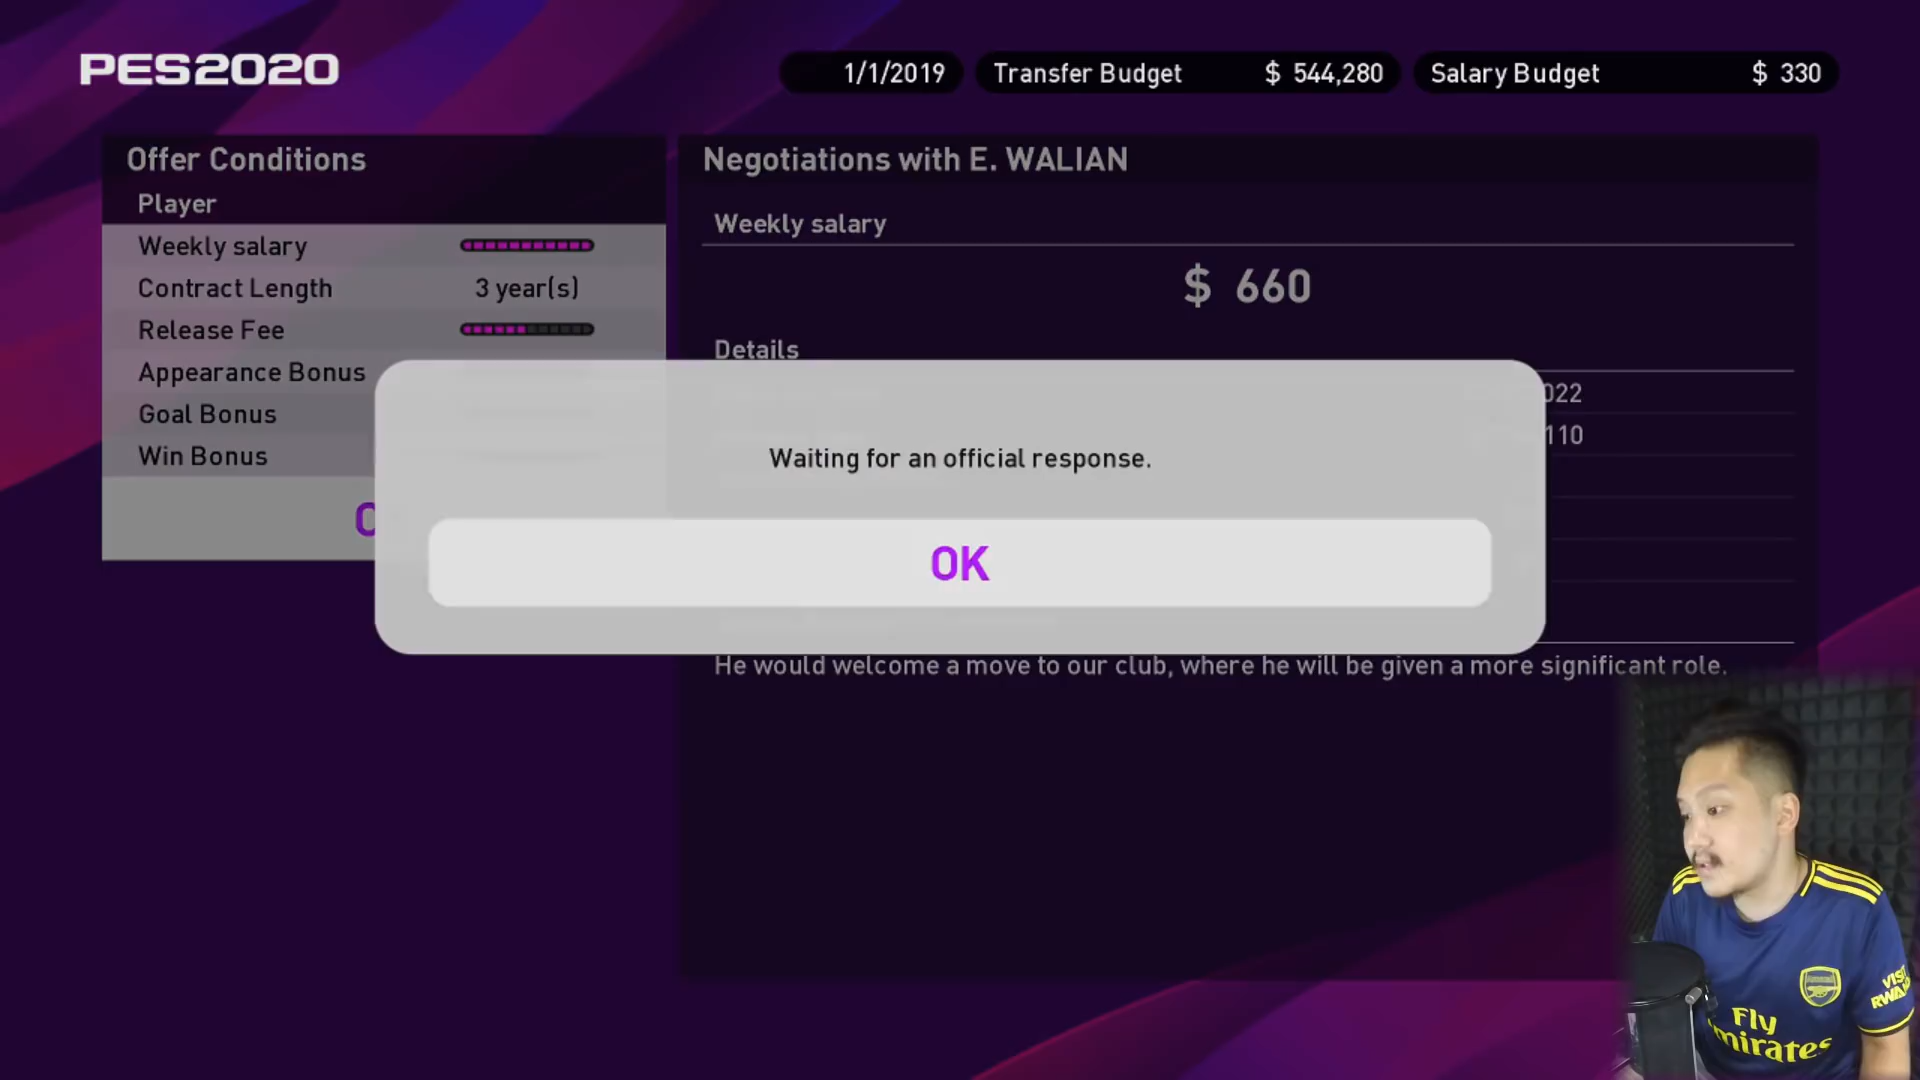 PES2020
1/1/2019
Transfer Budget $ 544,280
Salary Budget $ 330
Offer Conditions
Player
Weekly salary
Contract Length 3 year(s)
Release Fee
Appearance Bonus
Goal Bonus
Win Bonus
Negotiations with E. WALIAN
Weekly salary
$ 660
Details
022
110
Waiting for an official response.
OK
He would welcome a move to our club, where he will be given a more significant role.
Fly
Emirates